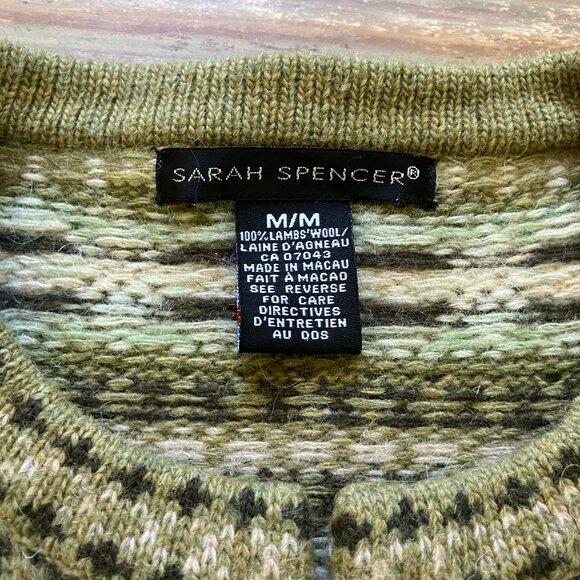 SARAH SPENCER®
M/M
100% LAMBS' WOOL/
LAINE D'AGNEAU
CA 07043
MADE IN MACAU
FAIT À MACAO
SEE REVERSE
FOR CARE
DIRECTIVES
D'ENTRETIEN
AU DOS